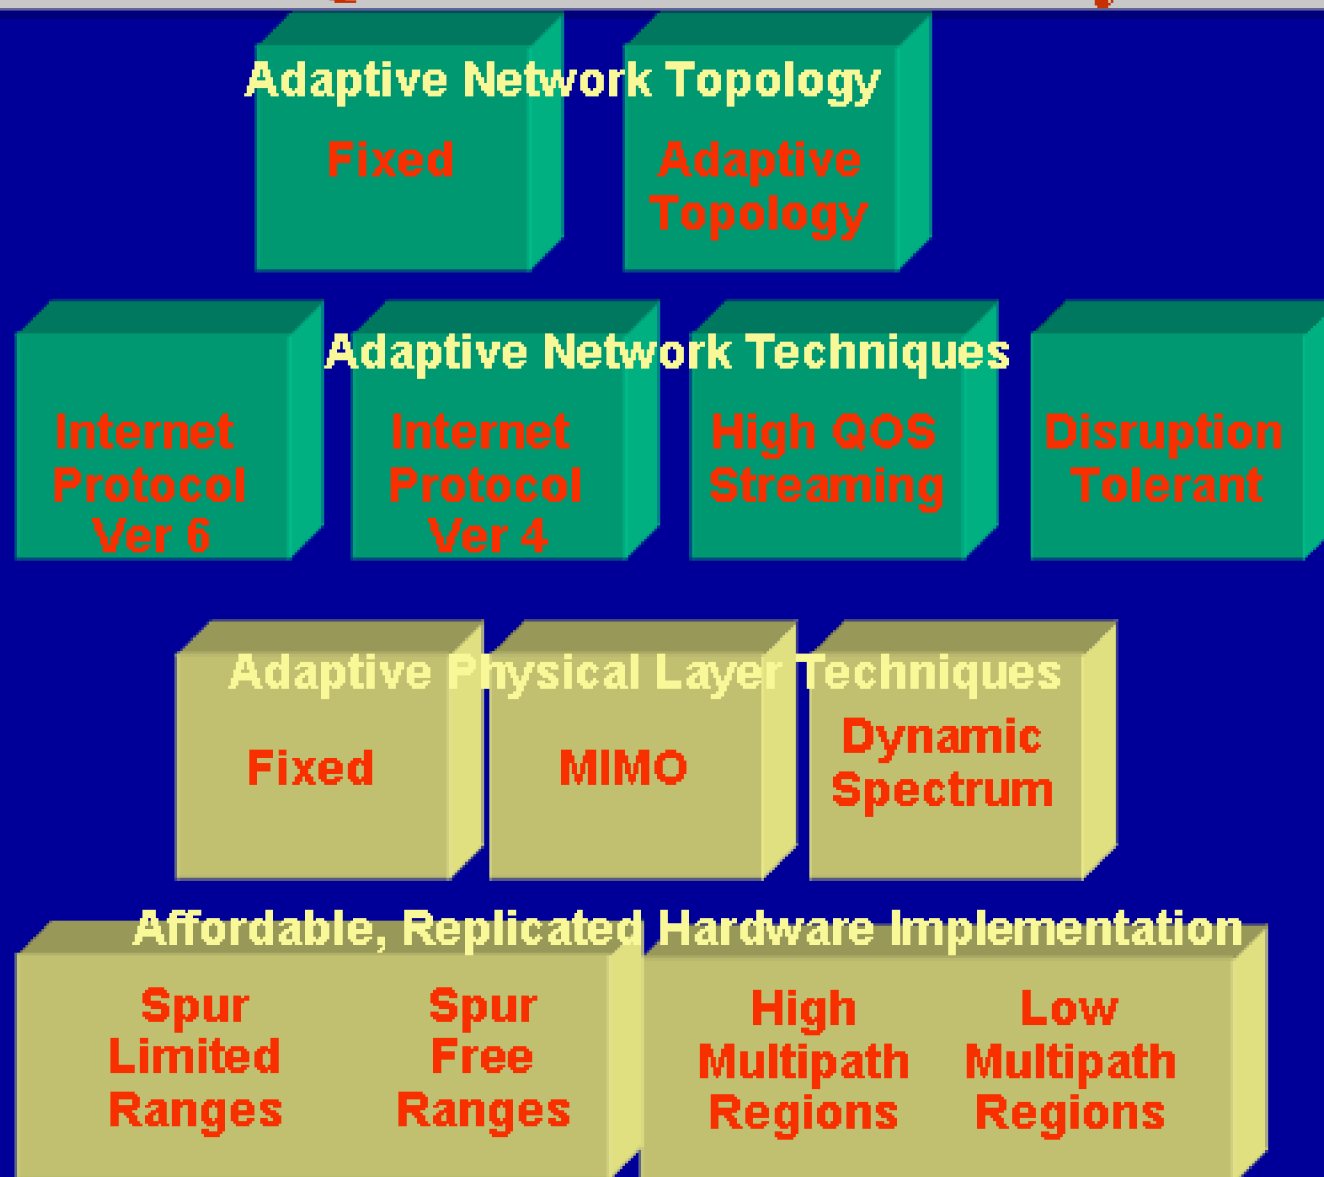 Adaptive Network Topology
Fixed
Adaptive
Topology
Adaptive Network Techniques
Internet
Protocol
Ver 6
Internet
Protocol
Ver 4
High QOS
Streaming
Disruption
Tolerant
Adaptive Physical Layer Techniques
Fixed
MIMO
Dynamic
Spectrum
Affordable, Replicated Hardware Implementation
Spur
Limited
Ranges
Spur
Free
Ranges
High
Multipath
Regions
Low
Multipath
Regions